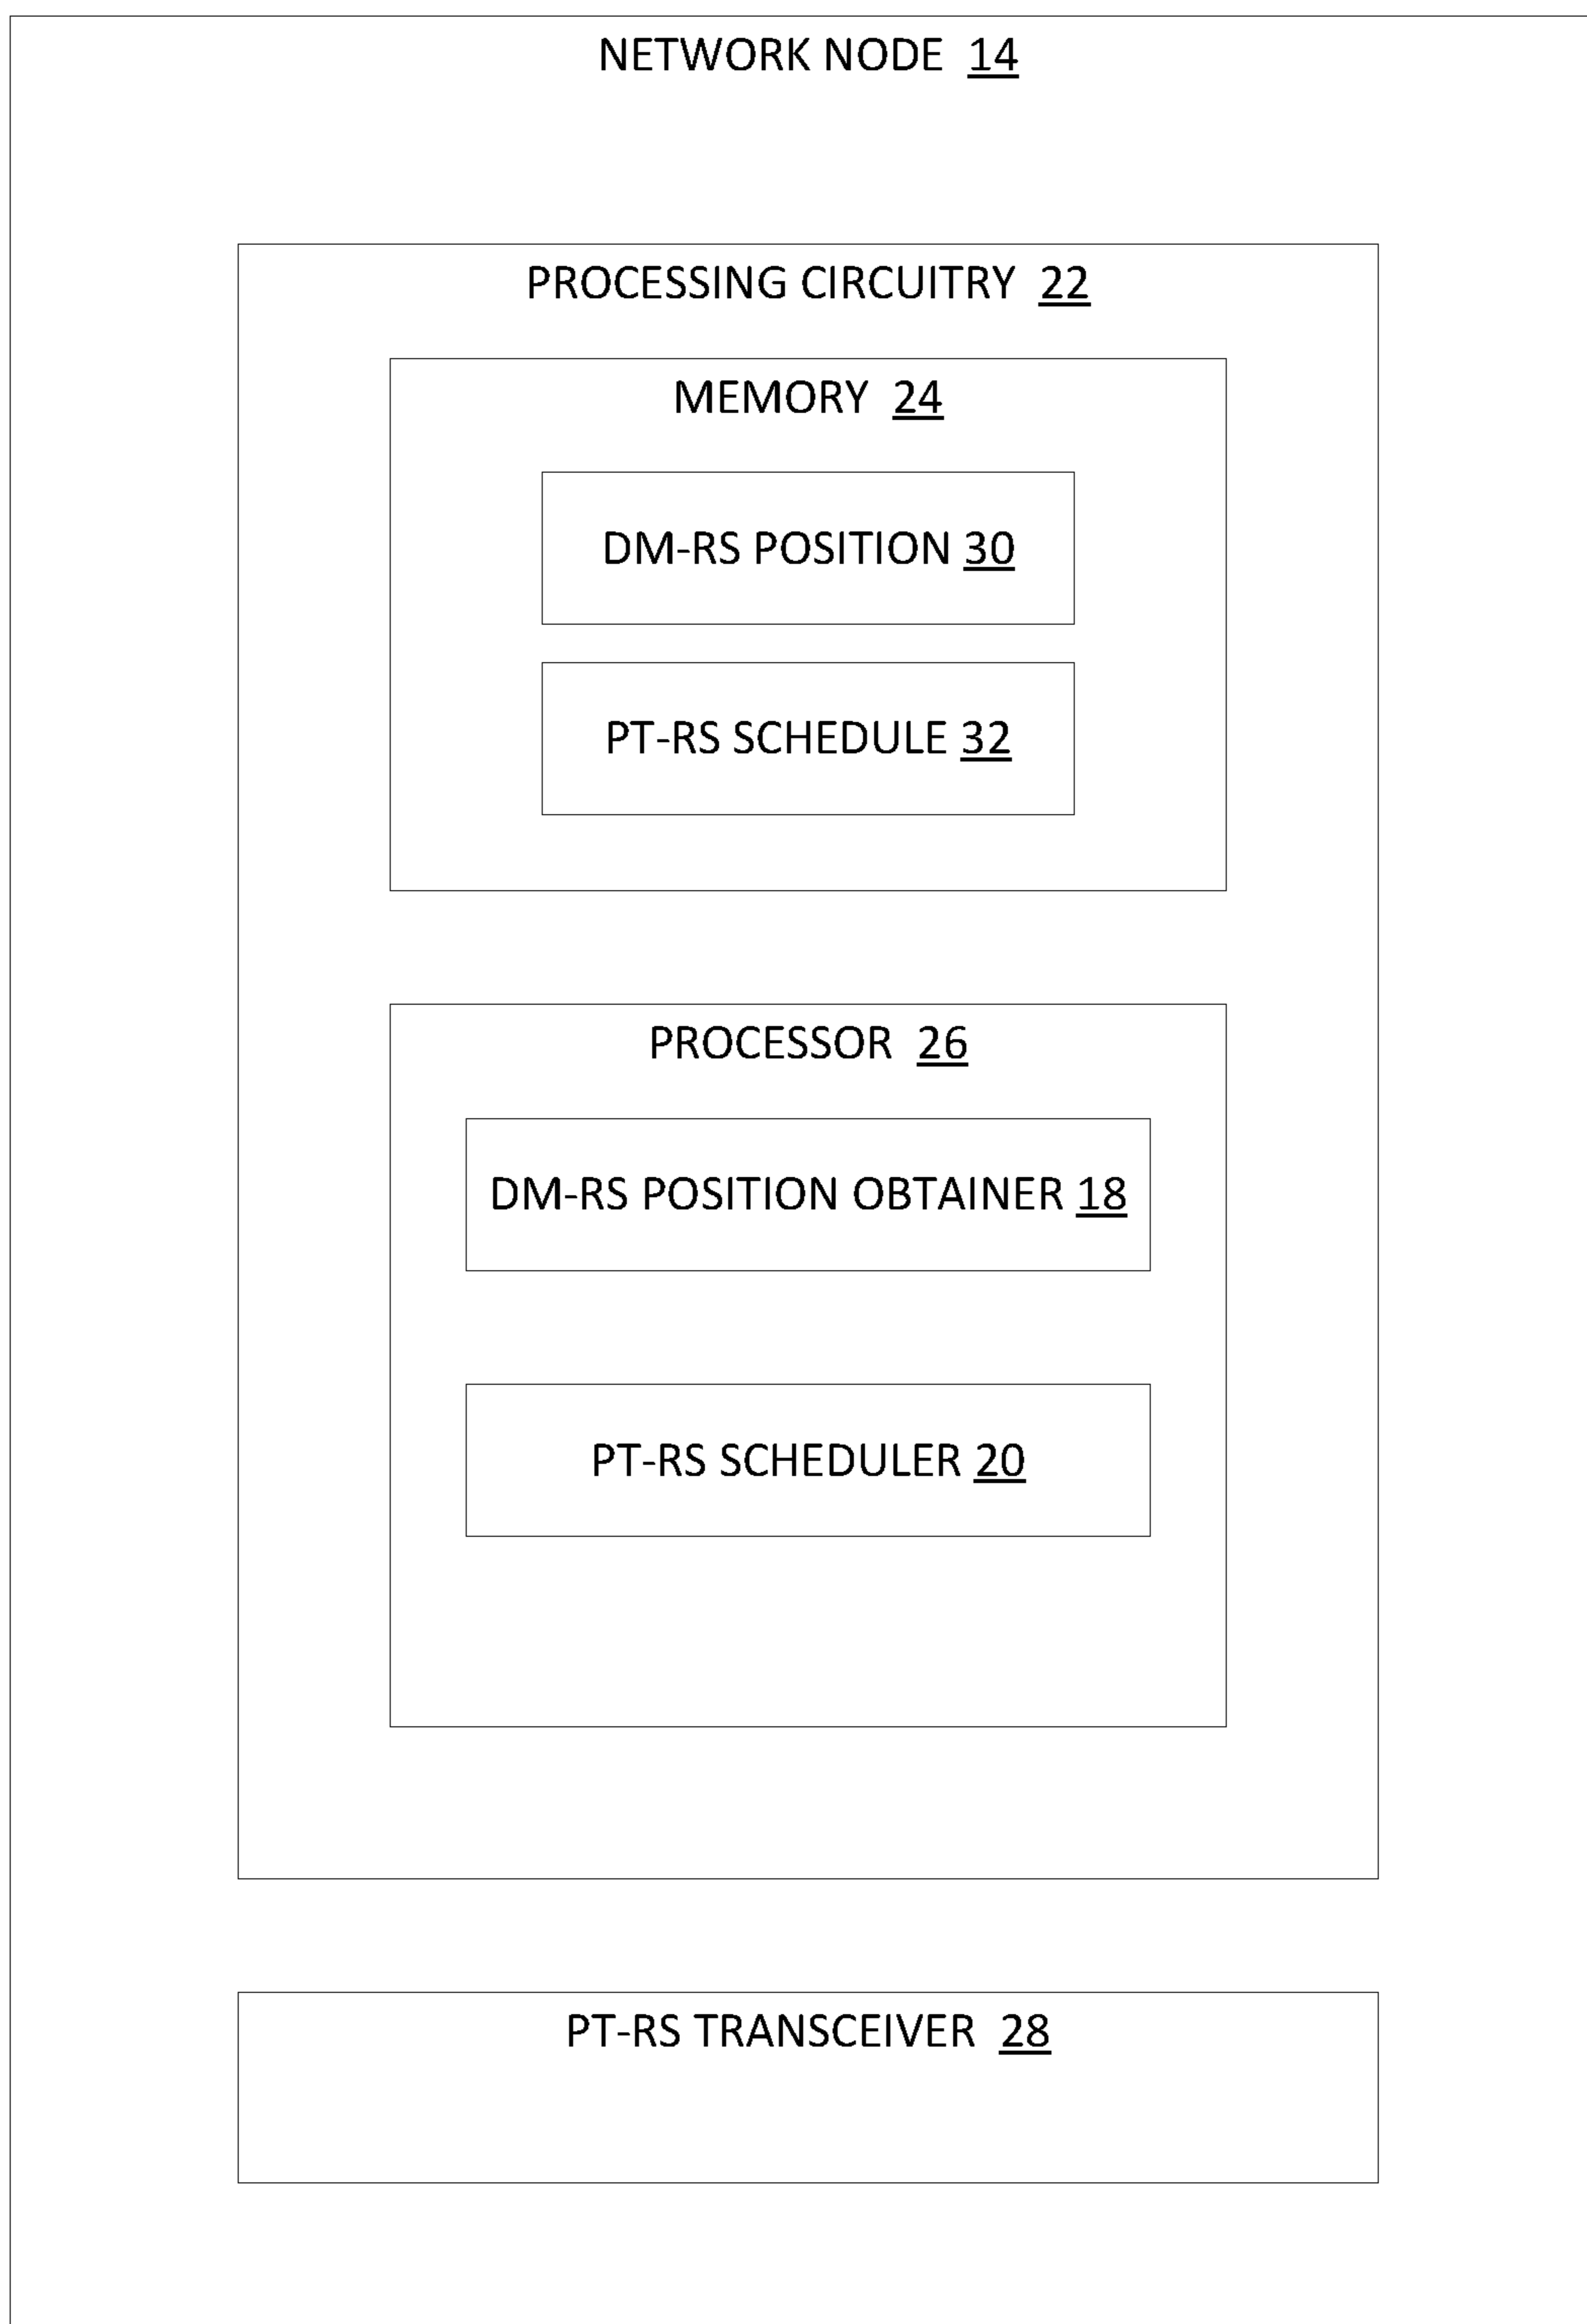 NETWORK NODE 14
PROCESSING CIRCUITRY 22
MEMORY 24
DM-RS POSITION 30
PT-RS SCHEDULE 32
PROCESSOR 26
DM-RS POSITION OBTAINER 18
PT-RS SCHEDULER 20
PT-RS TRANSCEIVER 28